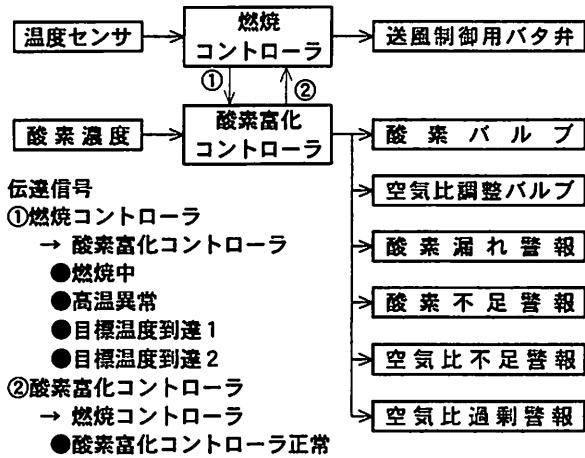 温度センサ
燃焼
コントローラ
送風制御用バタ弁
①
②
酸素濃度
酸素富化
コントローラ
酸素バルブ
空気比調整バルブ
酸素漏れ警報
酸素不足警報
空気比不足警報
空気比過剰警報
伝達信号
①燃焼コントローラ
→ 酸素富化コントローラ
●燃焼中
●高温異常
●目標温度到達1
●目標温度到達2
②酸素富化コントローラ
→ 燃焼コントローラ
●酸素富化コントローラ正常